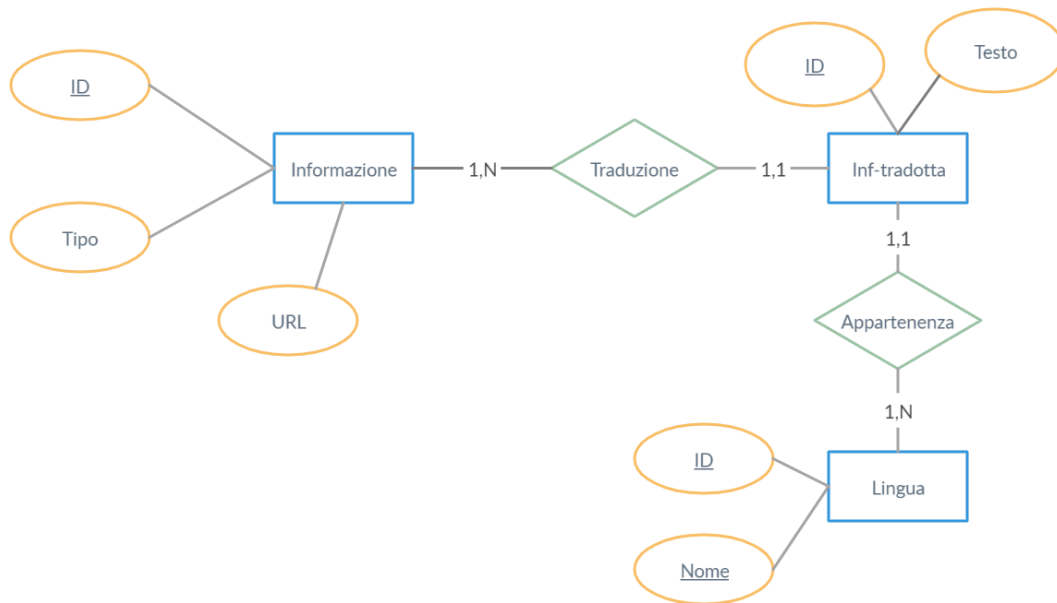 ID
Testo
ID
Informazione
1,N
Traduzione
1,1
Inf-tradotta
Tipo
1,1
URL
Appartenenza
1,N
ID
Lingua
Nome